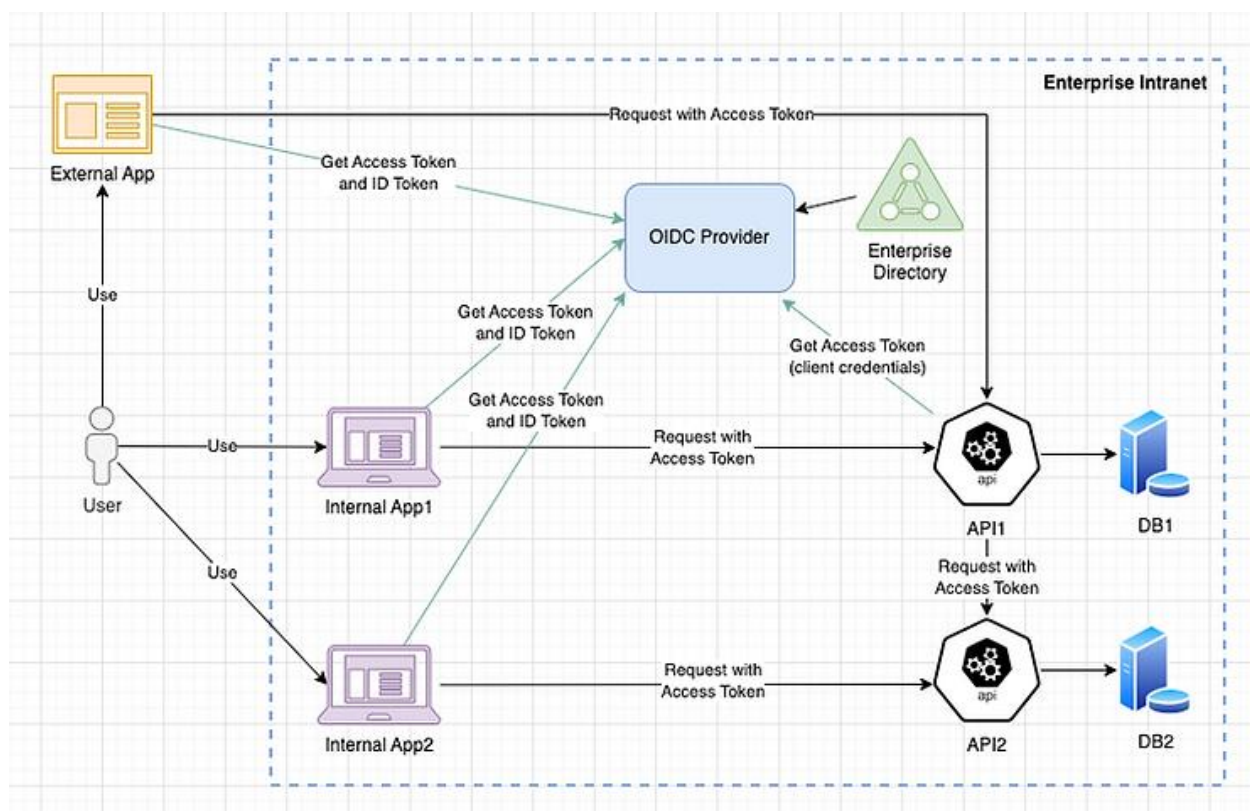 Enterprise Intranet
Request with Access Token
External App
Get Access Token
and ID Token
OIDC Provider
Enterprise
Directory
Use
Get Access Token
and ID Token
Get Access Token
(client credentials)
Get Access Token
and ID Token
Use
Request with
Access Token
api
User
Internal App1
API1
DB1
Use
Request with
Access Token
Request with
Access Token
api
Internal App2
API2
DB2